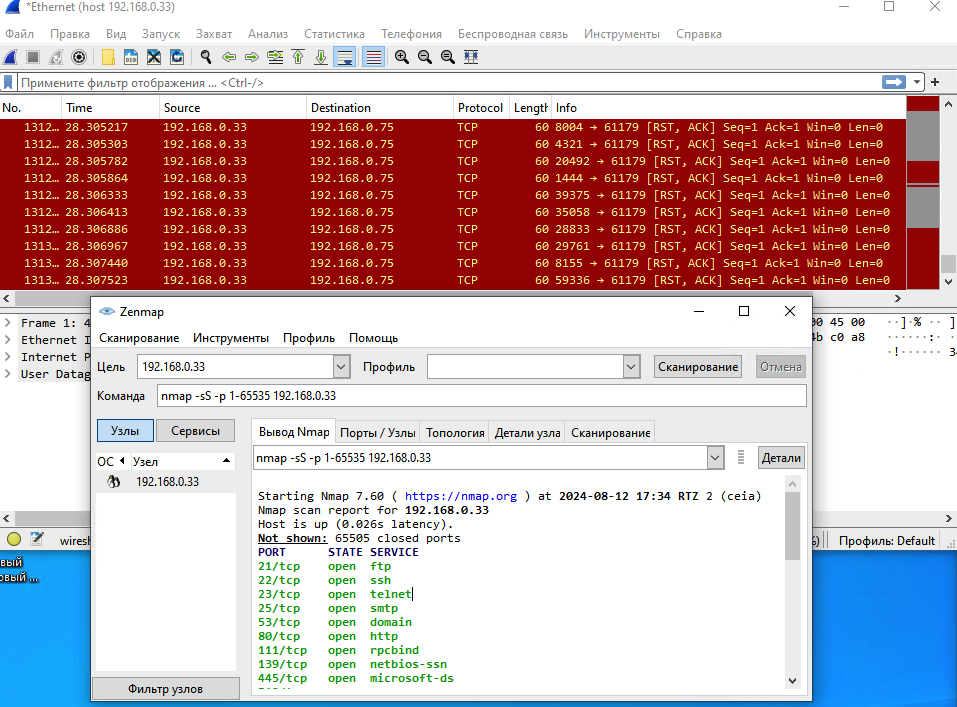 *Ethernet (host 192.168.0.33)
Файл Правка Вид Запуск Захват Анализ Статистика Телефония Беспроводная связь Инструменты Справка
Примените фильтр отображения ... <Ctrl-/>
No. Time Source Destination Protocol Length Info
1312… 28.305217 192.168.0.33 192.168.0.75 TCP 60 8004 → 61179 [RST, ACK] Seq=1 Ack=1 Win=0 Len=0
1312… 28.305303 192.168.0.33 192.168.0.75 TCP 60 4321 → 61179 [RST, ACK] Seq=1 Ack=1 Win=0 Len=0
1312… 28.305782 192.168.0.33 192.168.0.75 TCP 60 20492 → 61179 [RST, ACK] Seq=1 Ack=1 Win=0 Len=0
1312… 28.305864 192.168.0.33 192.168.0.75 TCP 60 1444 → 61179 [RST, ACK] Seq=1 Ack=1 Win=0 Len=0
1312… 28.306333 192.168.0.33 192.168.0.75 TCP 60 39375 → 61179 [RST, ACK] Seq=1 Ack=1 Win=0 Len=0
1312… 28.306413 192.168.0.33 192.168.0.75 TCP 60 35058 → 61179 [RST, ACK] Seq=1 Ack=1 Win=0 Len=0
1312… 28.306886 192.168.0.33 192.168.0.75 TCP 60 28833 → 61179 [RST, ACK] Seq=1 Ack=1 Win=0 Len=0
1313… 28.306967 192.168.0.33 192.168.0.75 TCP 60 29761 → 61179 [RST, ACK] Seq=1 Ack=1 Win=0 Len=0
1313… 28.307440 192.168.0.33 192.168.0.75 TCP 60 8155 → 61179 [RST, ACK] Seq=1 Ack=1 Win=0 Len=0
1313… 28.307523 192.168.0.33 192.168.0.75 TCP 60 59336 → 61179 [RST, ACK] Seq=1 Ack=1 Win=0 Len=0
Frame 1: 4
Ethernet I
Internet P
User Datag
00 45 00 ··]·% ·· ]
4b c0 a8 ······:·
·!······ 34
Zenmap
Сканирование Инструменты Профиль Помощь
Цель 192.168.0.33 Профиль Сканирование Отмена
Команда nmap -sS -p 1-65535 192.168.0.33
Узлы Сервисы Вывод Nmap Порты / Узлы Топология Детали узла Сканирование
nmap -sS -p 1-65535 192.168.0.33 Детали
ОС Узел
192.168.0.33
Starting Nmap 7.60 ( https://nmap.org ) at 2024-08-12 17:34 RTZ 2 (ceia)
Nmap scan report for 192.168.0.33
Host is up (0.026s latency).
Not shown: 65505 closed ports
PORT STATE SERVICE
21/tcp open ftp
22/tcp open ssh
23/tcp open telnet
25/tcp open smtp
53/tcp open domain
80/tcp open http
111/tcp open rpcbind
139/tcp open netbios-ssn
445/tcp open microsoft-ds
Фильтр узлов
wiresh
%) Профиль: Default
вый
овый ...